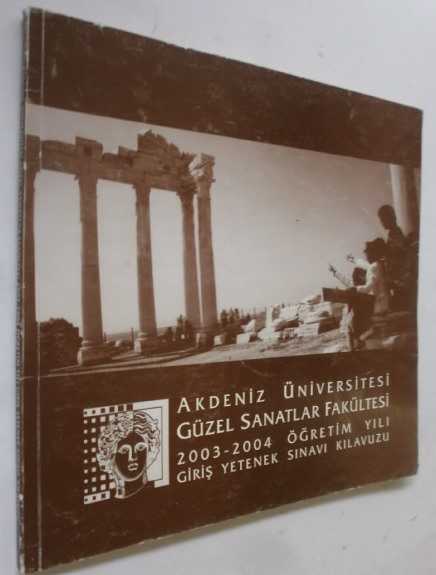 AKDENİZ ÜNİVERSİTESİ
GÜZEL SANATLAR FAKÜLTESİ
2003-2004 ÖĞRETİM YILI
GİRİŞ YETENEK SINAVI KILAVUZU